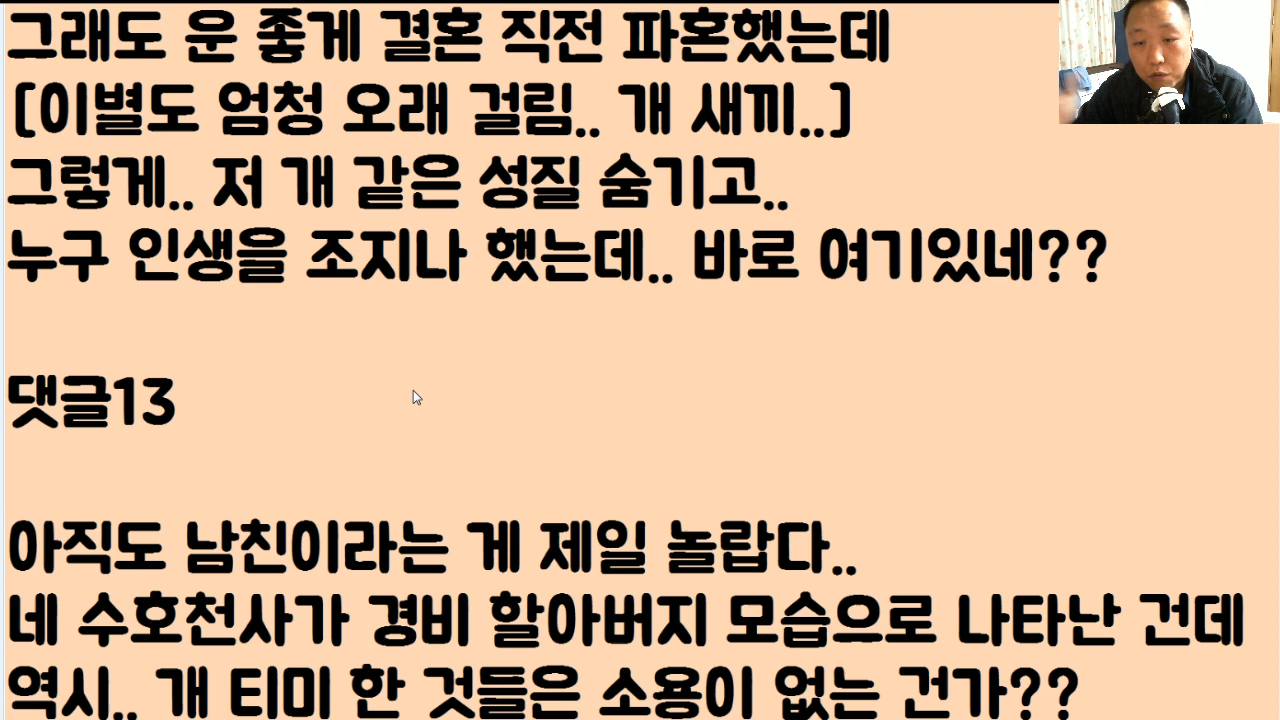 그래도 운 좋게 결혼 직전 파혼했는데
[이별도 엄청 오래 걸림.. 개 새끼..]
그렇게.. 저 개 같은 성질 숨기고..
누구 인생을 조지나 했는데.. 바로 여기있네??
댓글13
아직도 남친이라는 게 제일 놀랍다..
네 수호천사가 경비 할아버지 모습으로 나타난 건데
역시.. 개 티미 한 것들은 소용이 없는 건가??